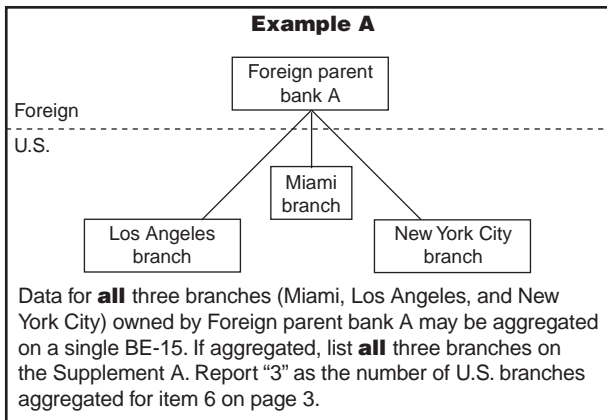 Example A
Foreign parent
bank A
Foreign
U.S.
Miami
branch
Los Angeles
branch
New York City
branch
Data for all three branches (Miami, Los Angeles, and New
York City) owned by Foreign parent bank A may be aggregated
on a single BE-15. If aggregated, list all three branches on
the Supplement A. Report “3” as the number of U.S. branches
aggregated for item 6 on page 3.